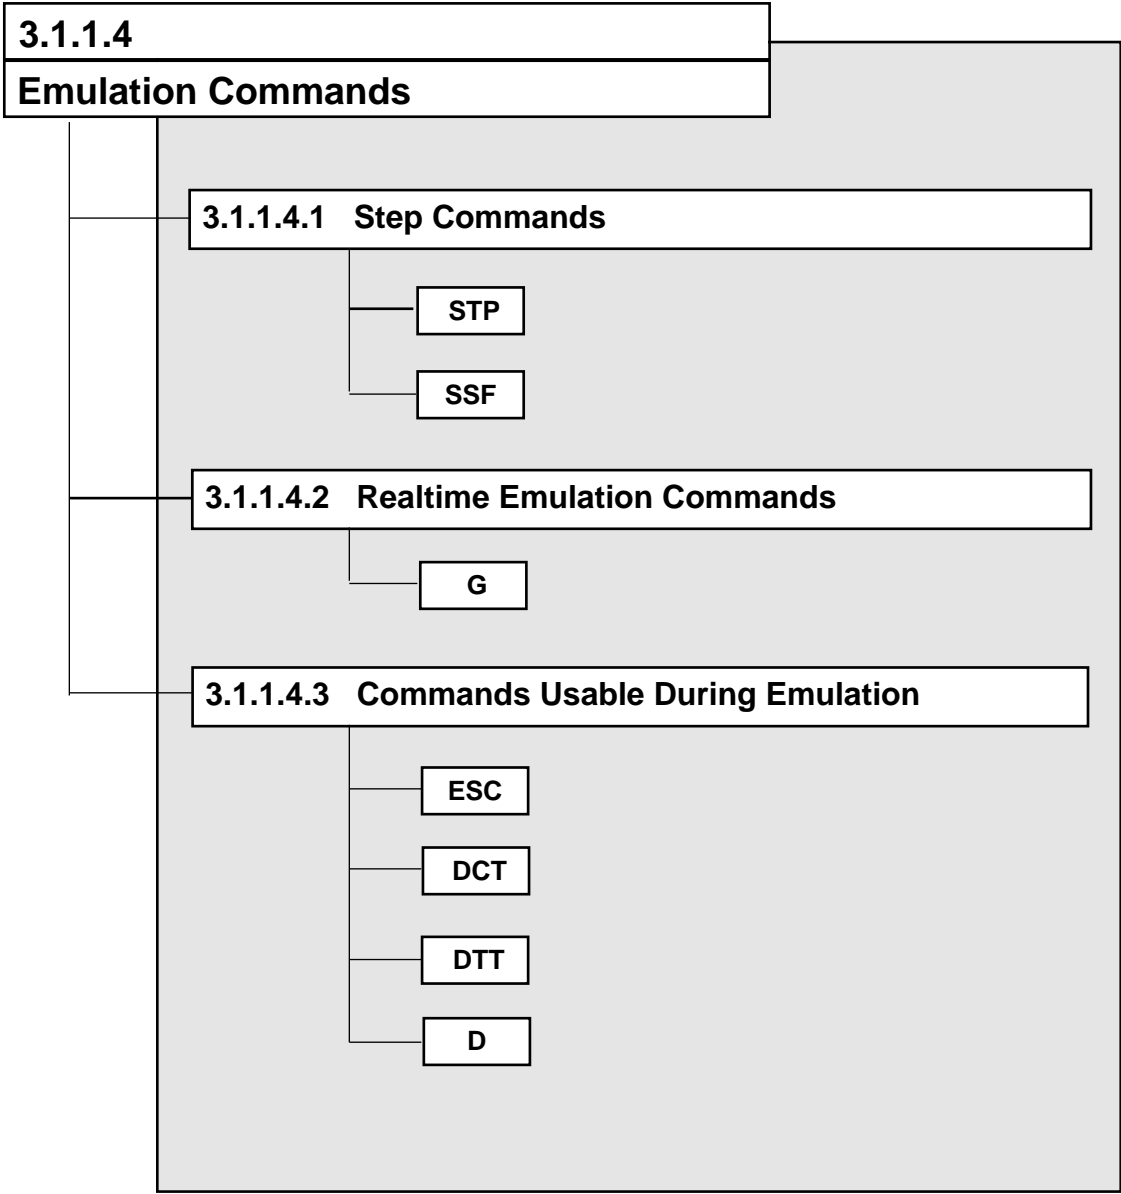 3.1.1.4
Emulation Commands
3.1.1.4.1 Step Commands
STP
SSF
3.1.1.4.2 Realtime Emulation Commands
G
3.1.1.4.3 Commands Usable During Emulation
ESC
DCT
DTT
D